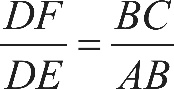 DF/DE = BC/AB